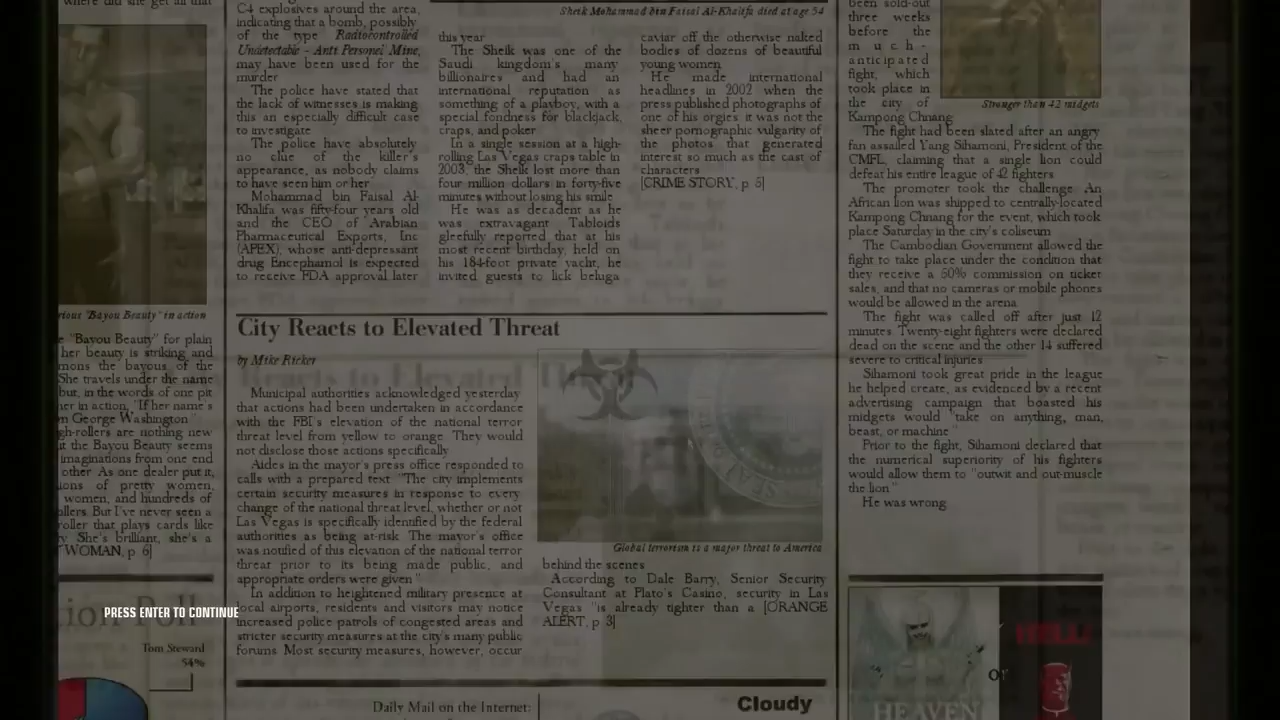 where did she get all that
rious "Bayou Beauty" in action
"Bayou Beauty" for plain
her beauty is striking and
mons the bayous of the
She travels under the name
but, in the words of one pit
her in action, "If her name's
George Washington
gh-rollers are nothing new
the Bayou Beauty seems
imaginations from one end
other. As one dealer put it,
ions of pretty women,
women, and hundreds of
ollers. But I've never seen a
roller that plays cards like
She's brilliant, she's a
WOMAN, p. 6]
tion Poll
PRESS ENTER TO CONTINUE
Tom Steward
54%
C4 explosives around the area,
indicating that a bomb, possibly
of the type Radiocontrolled
Undetectable - Anti Personel Mine,
may have been used for the
murder
The police have stated that
the lack of witnesses is making
this an especially difficult case
to investigate
The police have absolutely
no clue of the killer's
appearance, as nobody claims
to have seen him or her
Mohammad bin Faisal Al-
Khalifa was fifty-four years old
and the CEO of Arabian
Pharmaceutical Exports, Inc
(APEX), whose anti-depressant
drug Encephamol is expected
to receive FDA approval later
Sheik Mohammad bin Faisal Al-Khalifa died at age 54
this year
The Sheik was one of the
Saudi kingdom's many
billionaires and had an
international reputation as
something of a playboy, with a
special fondness for blackjack,
craps, and poker
In a single session at a high-
rolling Las Vegas craps table in
2003, the Sheik lost more than
four million dollars in forty-five
minutes without losing his smile
He was as decadent as he
was extravagant Tabloids
gleefully reported that at his
most recent birthday, held on
his 184-foot private yacht, he
invited guests to lick beluga
caviar off the otherwise naked
bodies of dozens of beautiful
young women
He made international
headlines in 2002 when the
press published photographs of
one of his orgies: it was not the
sheer pornographic vulgarity of
the photos that generated
interest so much as the cast of
characters
[CRIME STORY, p. 5]
City Reacts to Elevated Threat
by Mike Ricker
Municipal authorities acknowledged yesterday
that actions had been undertaken in accordance
with the FBI's elevation of the national terror
threat level from yellow to orange. They would
not disclose those actions specifically
Aides in the mayor's press office responded to
calls with a prepared text: "The city implements
certain security measures in response to every
change of the national threat level, whether or not
Las Vegas is specifically identified by the federal
authorities as being at-risk. The mayor's office
was notified of this elevation of the national terror
threat prior to its being made public, and
appropriate orders were given."
In addition to heightened military presence at
local airports, residents and visitors may notice
increased police patrols of congested areas and
stricter security measures at the city's many public
forums. Most security measures, however, occur
Global terrorism is a major threat to America
behind the scenes
According to Dale Barry, Senior Security
Consultant at Plato's Casino, security in Las
Vegas "is already tighter than a [ORANGE
ALERT, p. 3]
Daily Mail on the Internet:
Cloudy
been sold-out
three weeks
before the
much-
anticipated
fight, which
took place in
the city of
Kampong Chnang
Stronger than 42 midgets
The fight had been slated after an angry
fan assailed Yang Sihamoni, President of the
CMFL, claiming that a single lion could
defeat his entire league of 42 fighters
The promoter took the challenge. An
African lion was shipped to centrally-located
Kampong Chnang for the event, which took
place Saturday in the city's coliseum
The Cambodian Government allowed the
fight to take place under the condition that
they receive a 50% commission on ticket
sales, and that no cameras or mobile phones
would be allowed in the arena
The fight was called off after just 12
minutes. Twenty-eight fighters were declared
dead on the scene and the other 14 suffered
severe to critical injuries
Sihamoni took great pride in the league
he helped create, as evidenced by a recent
advertising campaign that boasted his
midgets would "take on anything, man,
beast, or machine"
Prior to the fight, Sihamoni declared that
the numerical superiority of his fighters
would allow them to "outwit and out-muscle
the lion"
He was wrong
HEAVEN
or
HELL!